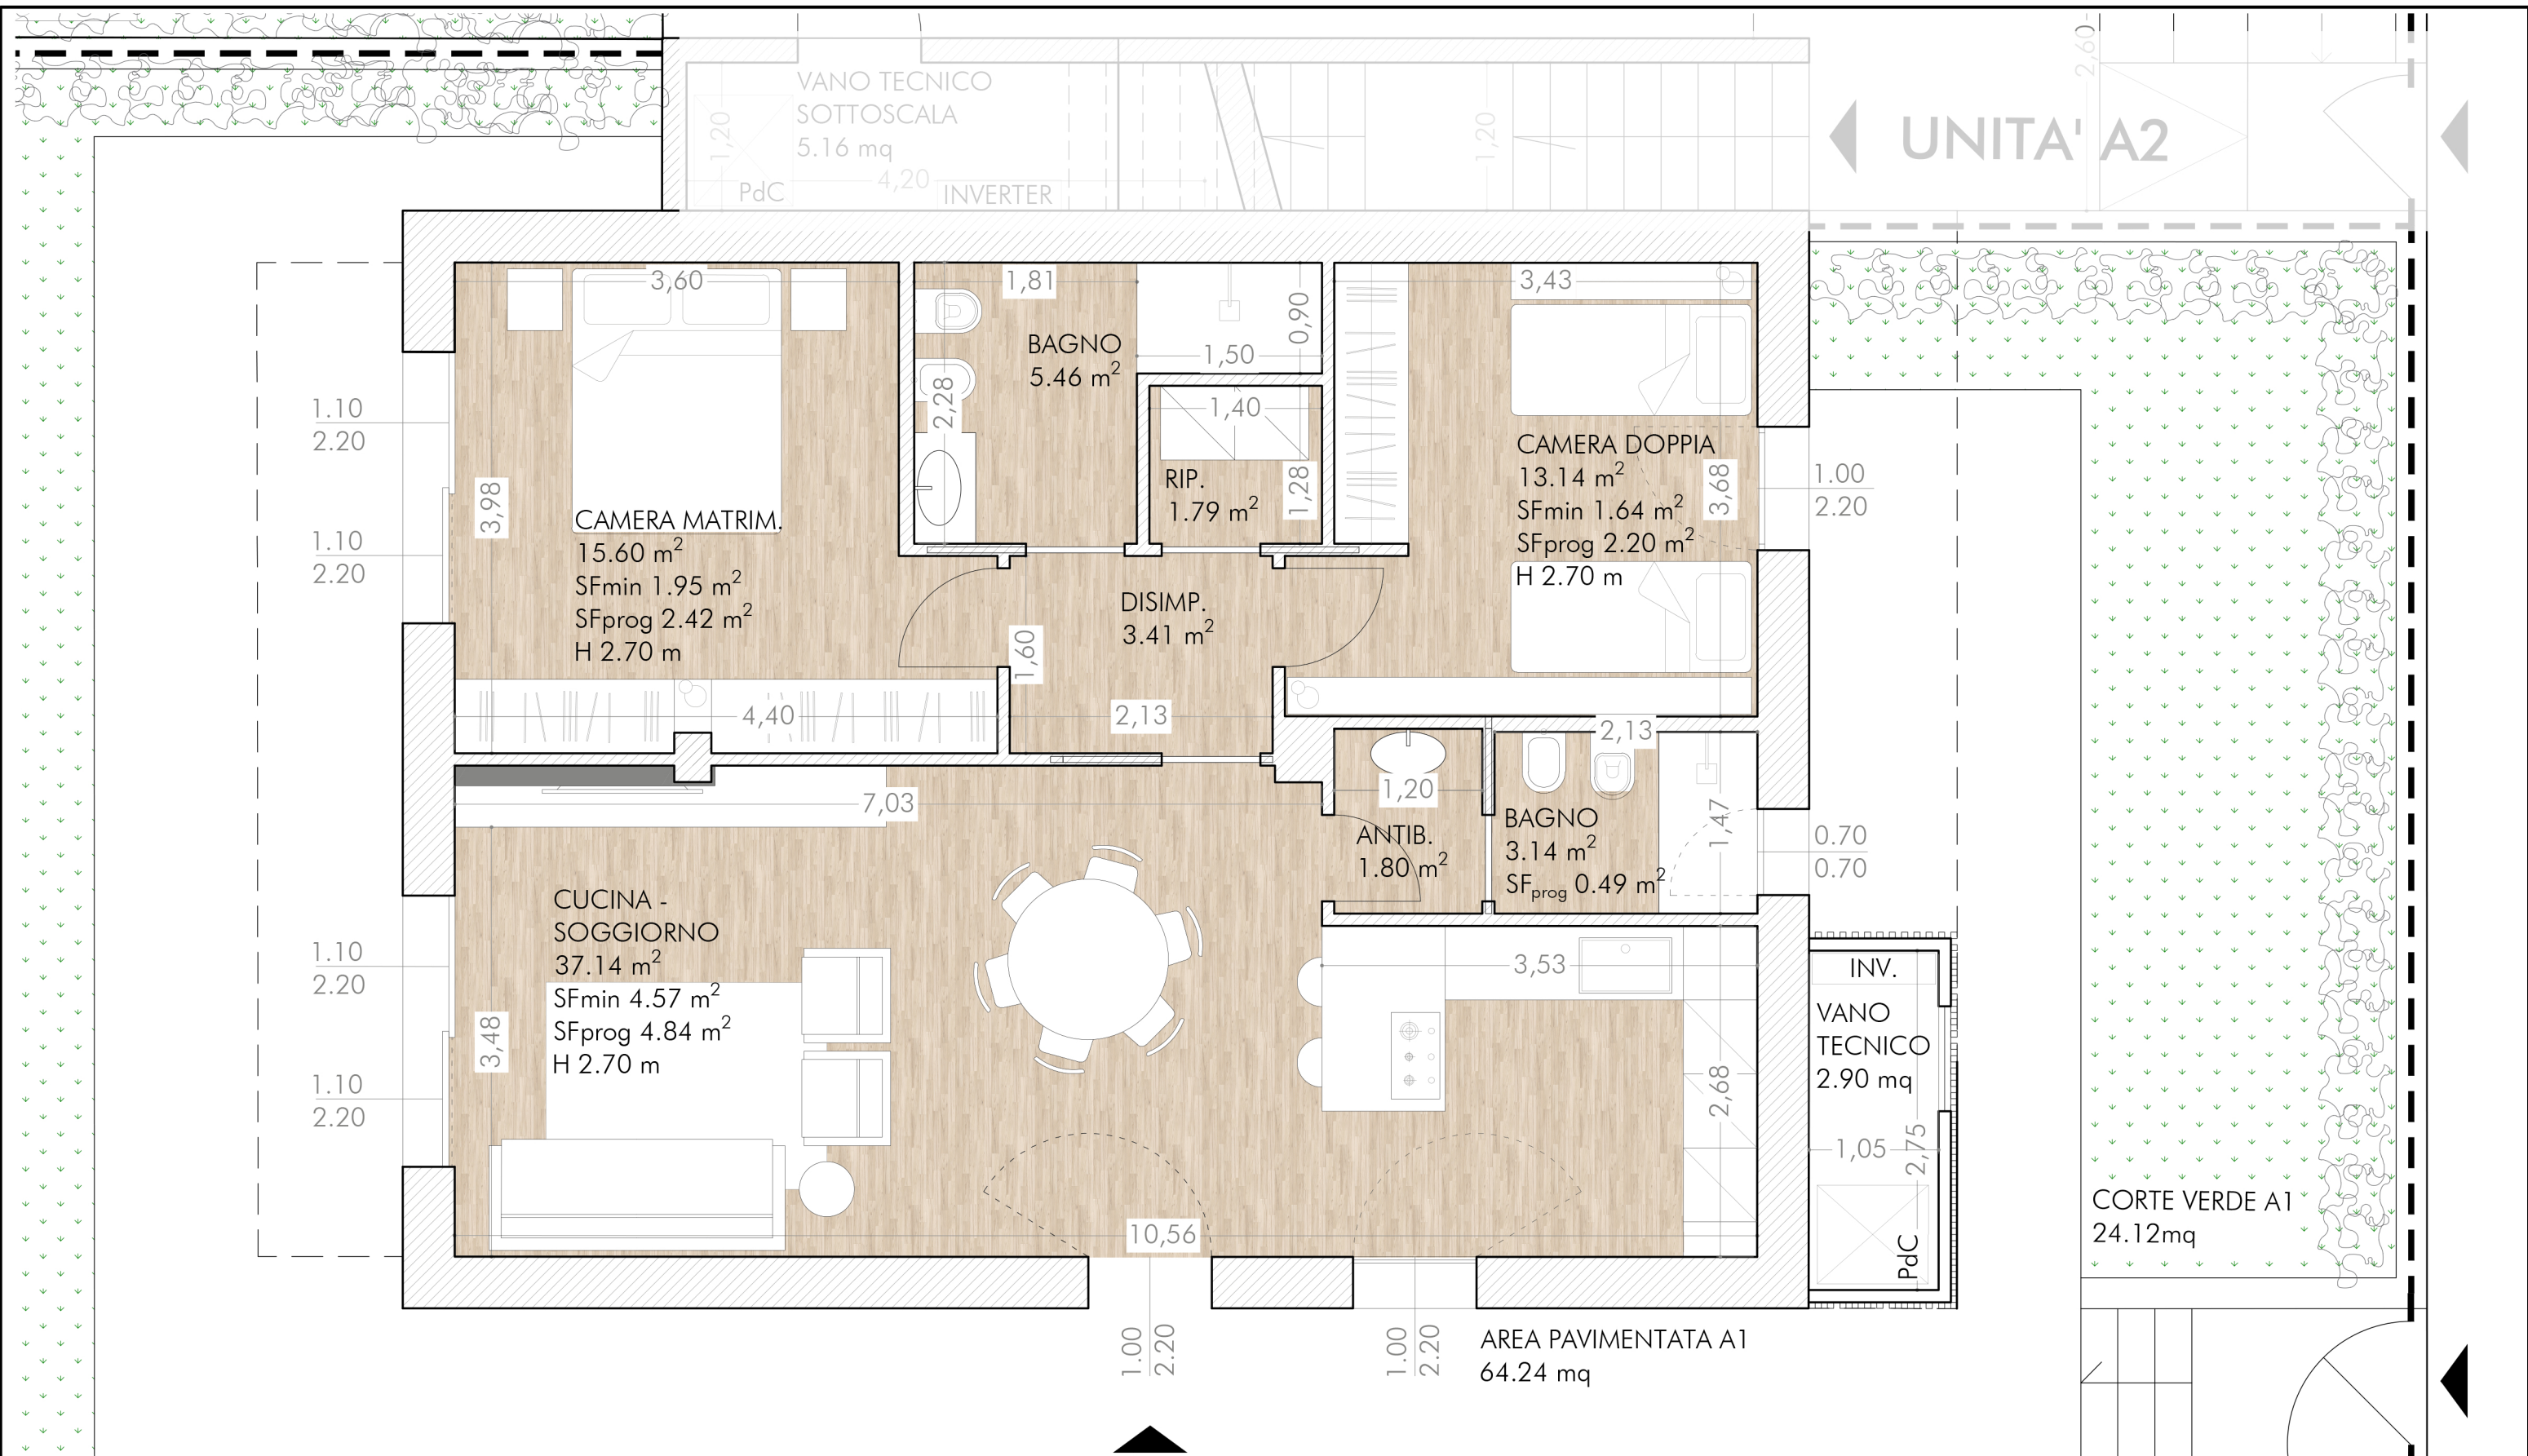 VANO TECNICO
SOTTOSCALA
5.16 mq
1,20
4,20
PdC
INVERTER
1,20
2,60
UNITA' A2
3,60
1,81
0,90
1,50
3,43
BAGNO
5.46 m²
2,28
1,40
RIP.
1.79 m²
1,28
CAMERA DOPPIA
13.14 m²
SFmin 1.64 m²
SFprog 2.20 m²
H 2.70 m
3,68
1.00
2.20
1.10
2.20
1.10
2.20
3,98
CAMERA MATRIM.
15.60 m²
SFmin 1.95 m²
SFprog 2.42 m²
H 2.70 m
DISIMP.
3.41 m²
1,60
4,40
2,13
2,13
7,03
1,20
ANTIB.
1.80 m²
BAGNO
3.14 m²
SFprog 0.49 m²
1,47
0.70
0.70
CUCINA -
SOGGIORNO
37.14 m²
SFmin 4.57 m²
SFprog 4.84 m²
H 2.70 m
1.10
2.20
1.10
2.20
3,48
3,53
2,68
10,56
INV.
VANO
TECNICO
2.90 mq
1,05
2,75
PdC
CORTE VERDE A1
24.12mq
1.00
2.20
1.00
2.20
AREA PAVIMENTATA A1
64.24 mq